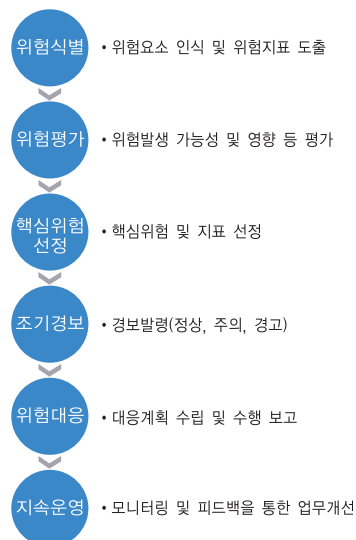 위험식별
• 위험요소 인식 및 위험지표 도출
위험평가
• 위험발생 가능성 및 영향 등 평가
핵심위험
선정
• 핵심위험 및 지표 선정
조기경보
• 경보발령(정상, 주의, 경고)
위험대응
• 대응계획 수립 및 수행 보고
지속운영
• 모니터링 및 피드백을 통한 업무개선